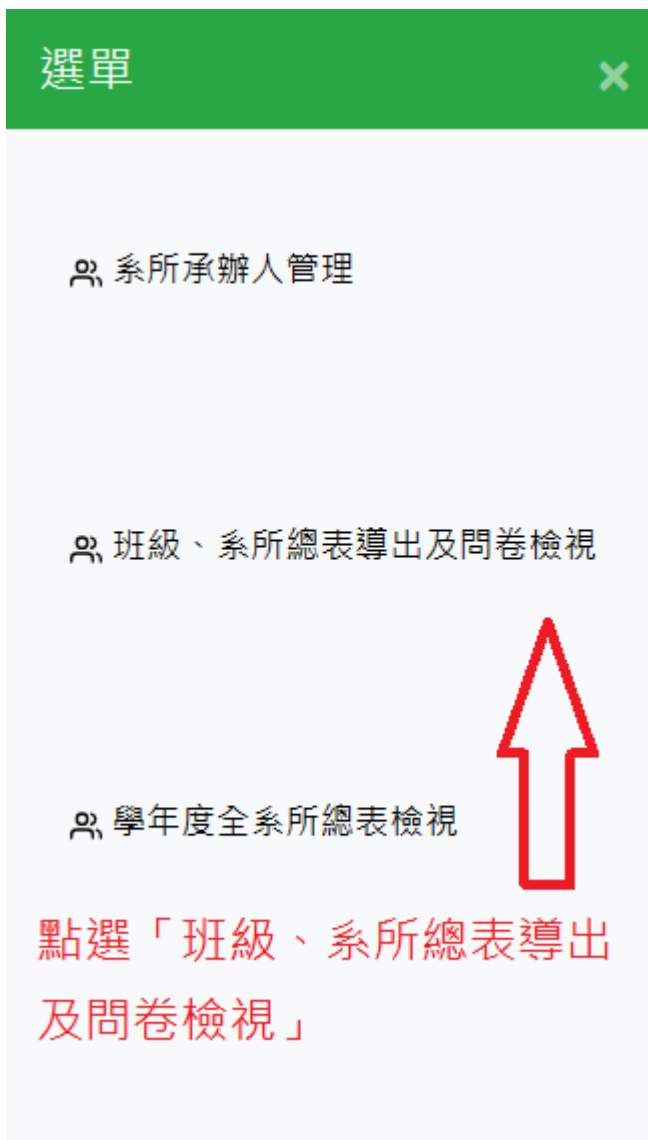 選單
系所承辦人管理
班級、系所總表導出及問卷檢視
學年度全系所總表檢視
點選「班級、系所總表導出
及問卷檢視」